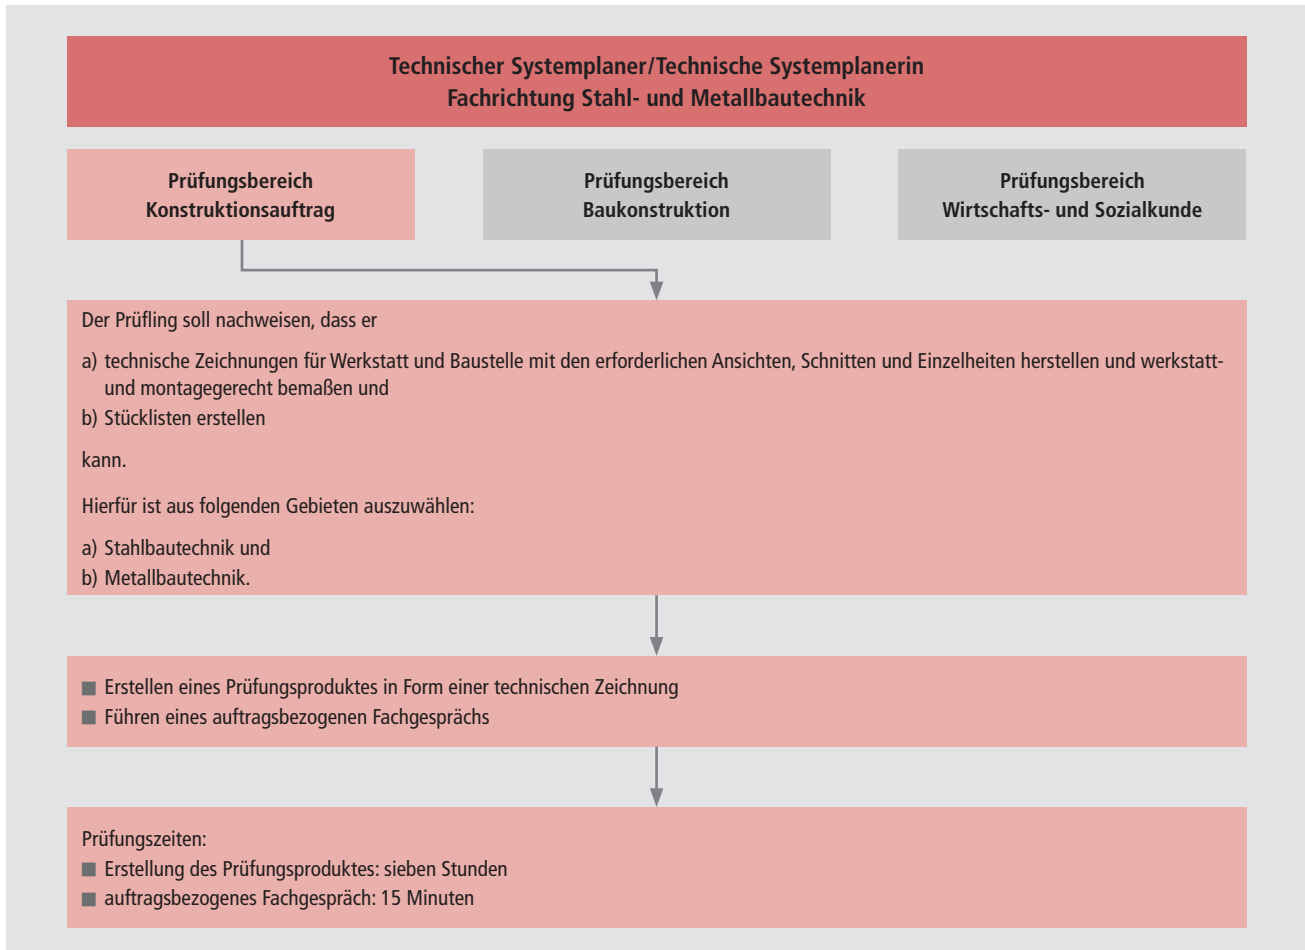 Technischer Systemplaner/Technische Systemplanerin
Fachrichtung Stahl- und Metallbautechnik
Prüfungsbereich
Konstruktionsauftrag
Prüfungsbereich
Baukonstruktion
Prüfungsbereich
Wirtschafts- und Sozialkunde
Der Prüfling soll nachweisen, dass er
a) technische Zeichnungen für Werkstatt und Baustelle mit den erforderlichen Ansichten, Schnitten und Einzelheiten herstellen und werkstatt-
und montagegerecht bemaßen und
b) Stücklisten erstellen
kann.
Hierfür ist aus folgenden Gebieten auszuwählen:
a) Stahlbautechnik und
b) Metallbautechnik.
■ Erstellen eines Prüfungsproduktes in Form einer technischen Zeichnung
■ Führen eines auftragsbezogenen Fachgesprächs
Prüfungszeiten:
■ Erstellung des Prüfungsproduktes: sieben Stunden
■ auftragsbezogenes Fachgespräch: 15 Minuten